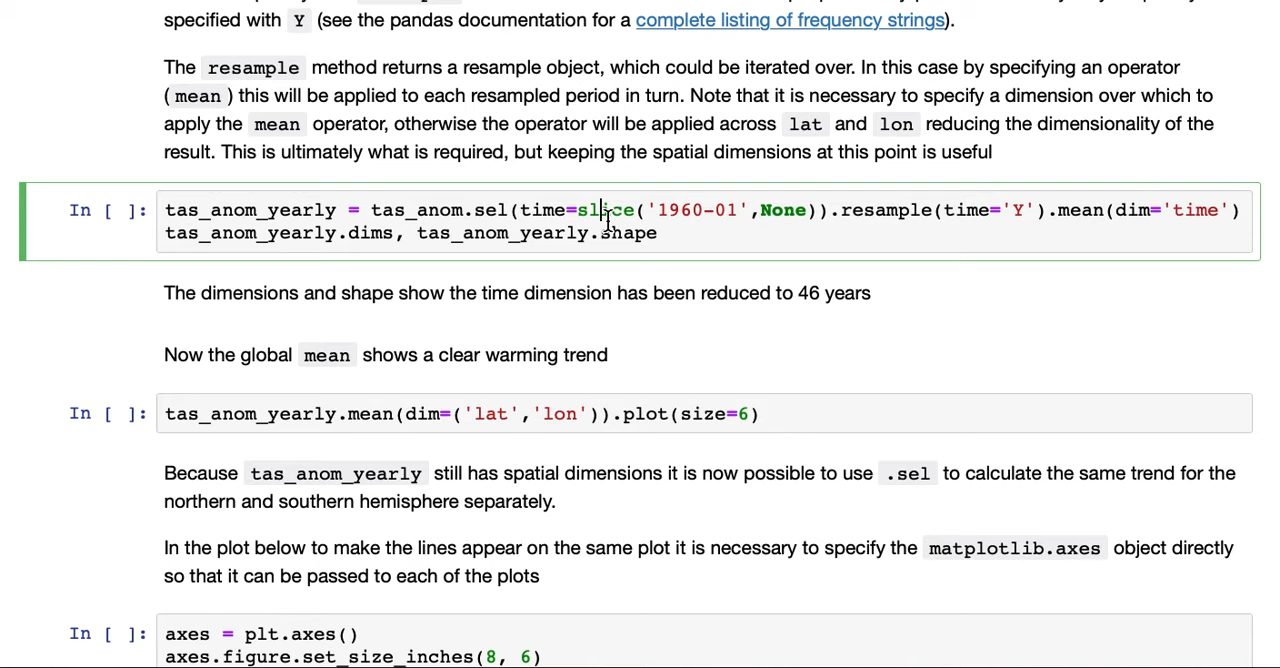 specified with Y (see the pandas documentation for a complete listing of frequency strings).
The resample method returns a resample object, which could be iterated over. In this case by specifying an operator
(mean) this will be applied to each resampled period in turn. Note that it is necessary to specify a dimension over which to
apply the mean operator, otherwise the operator will be applied across lat and lon reducing the dimensionality of the
result. This is ultimately what is required, but keeping the spatial dimensions at this point is useful
In [ ]: tas_anom_yearly = tas_anom.sel(time=slice('1960-01',None)).resample(time='Y').mean(dim='time')
tas_anom_yearly.dims, tas_anom_yearly.shape
The dimensions and shape show the time dimension has been reduced to 46 years
Now the global mean shows a clear warming trend
In [ ]: tas_anom_yearly.mean(dim=('lat','lon')).plot(size=6)
Because tas_anom_yearly still has spatial dimensions it is now possible to use .sel to calculate the same trend for the
northern and southern hemisphere separately.
In the plot below to make the lines appear on the same plot it is necessary to specify the matplotlib.axes object directly
so that it can be passed to each of the plots
In [ ]: axes = plt.axes()
axes.figure.set_size_inches(8, 6)